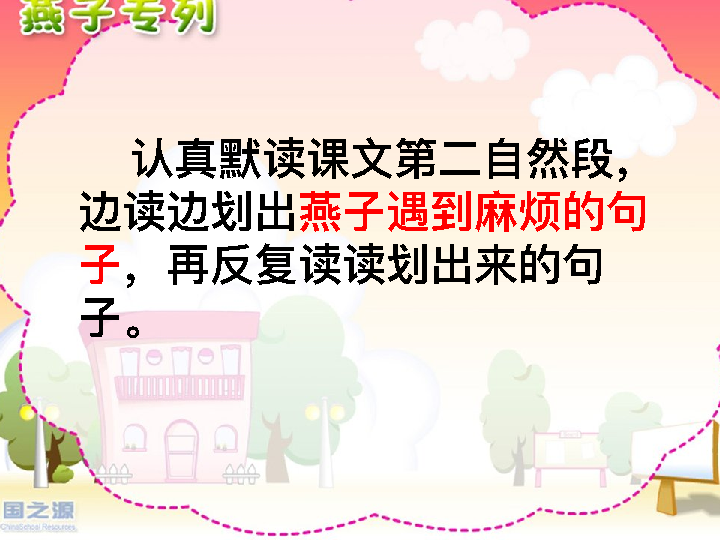 燕子专列
认真默读课文第二自然段，
边读边划出燕子遇到麻烦的句
子，再反复读读划出来的句
子。
国之源
ChinaSchool Resources